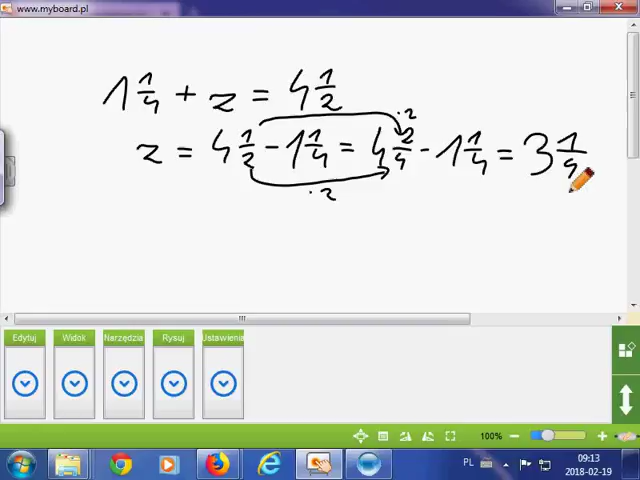 www.myboard.pl
1 1/4 + z = 4 1/2
·2
z = 4 1/2 - 1 1/4 = 4 2/4 - 1 1/4 = 3 1/4
·2
Edytuj Widok Narzędzia Rysuj Ustawienia
100%
PL 09:13
2018-02-19